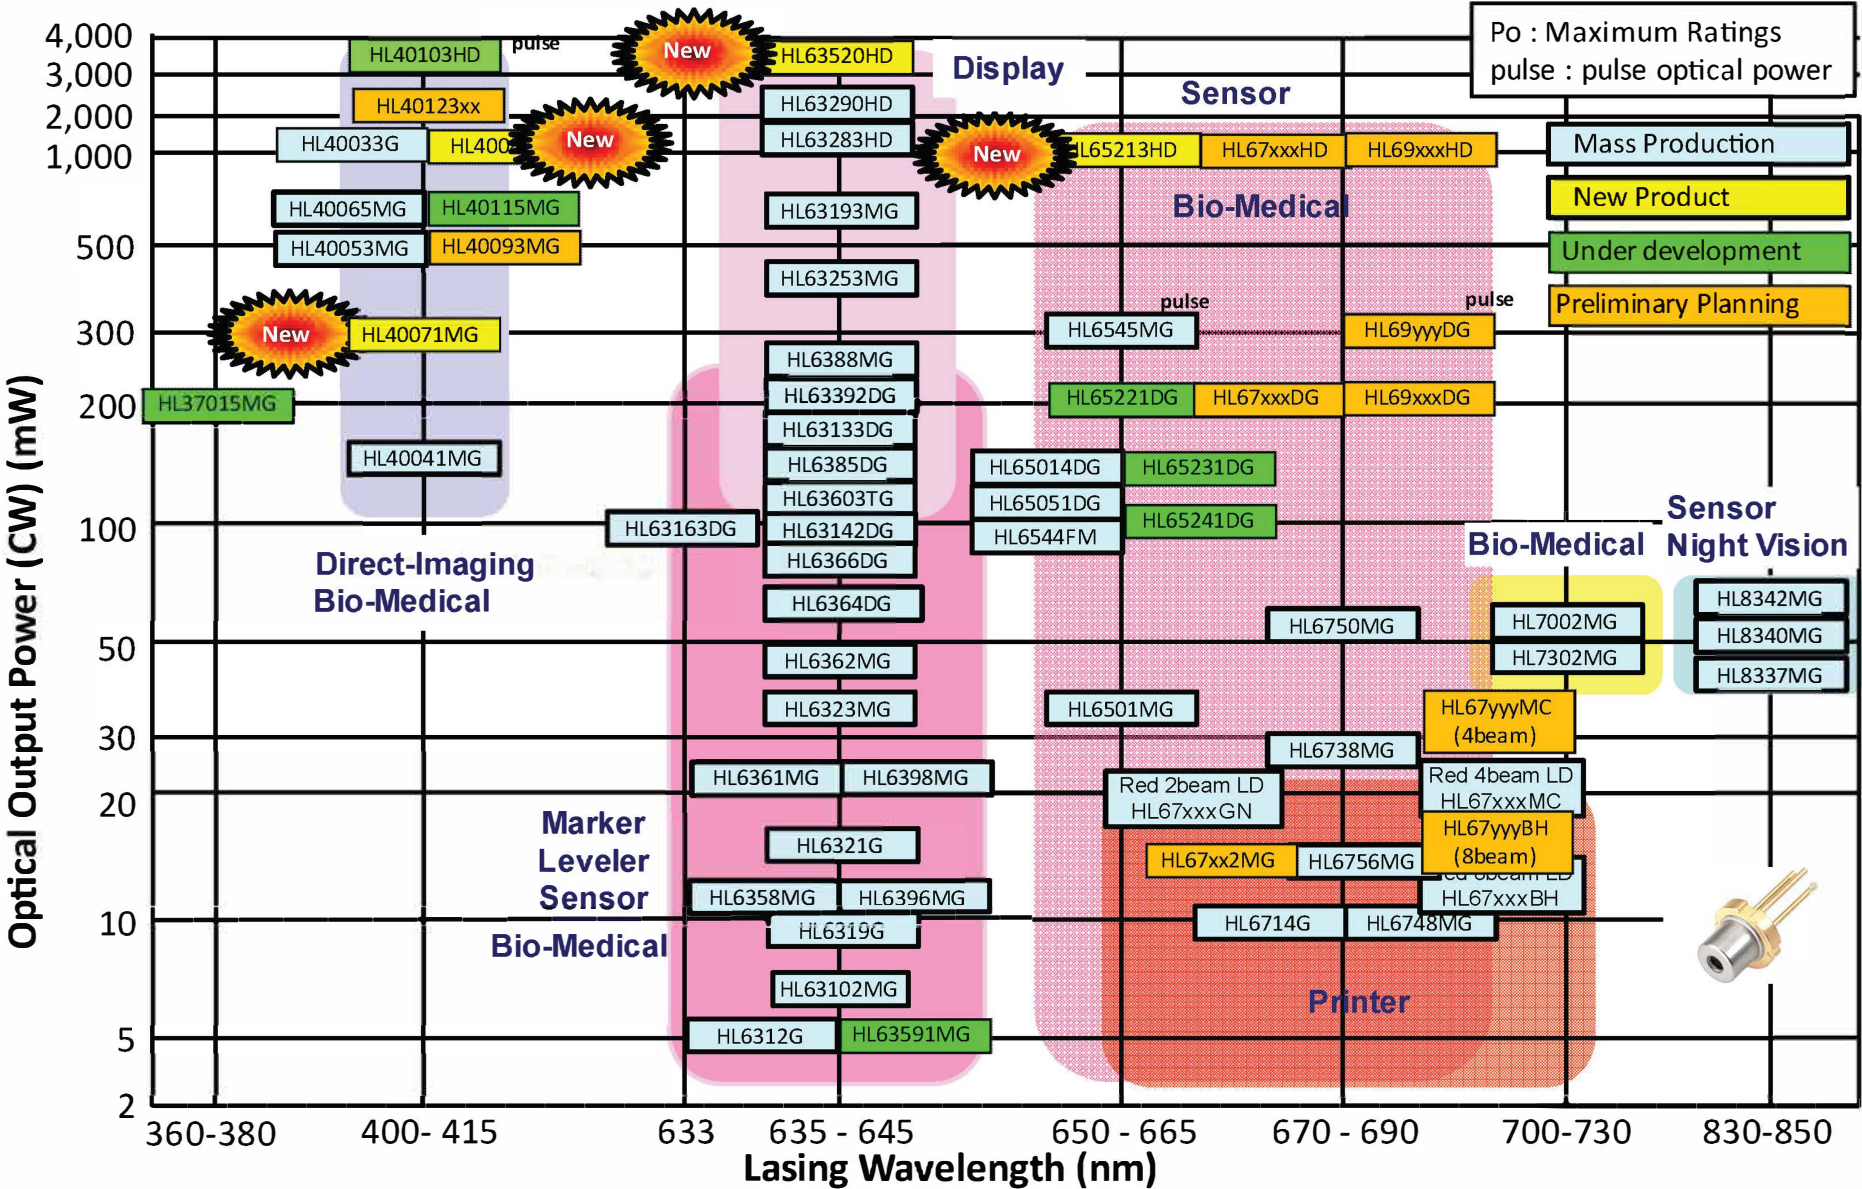 4,000
HL40103HD
pulse
New
HL63520HD
Display
Po : Maximum Ratings
pulse : pulse optical power
3,000
Sensor
2,000
HL40123xx
HL63290HD
1,000
HL40033G
New
HL63283HD
New
HL67xxxHD
HL69xxxHD
Mass Production
New Product
HL40065MG
HL40115MG
HL63193MG
Bio-Medical
500
HL40053MG
HL40093MG
Under development
HL63253MG
pulse
pulse
Preliminary Planning
300
New
HL40071MG
HL6545MG
HL69yyyDG
HL6388MG
200
HL37015MG
HL63392DG
HL65221DG
HL67xxxDG
HL69xxxDG
HL63133DG
HL40041MG
HL6385DG
HL65014DG
HL65231DG
HL63603TG
HL65051DG
100
HL63163DG
HL63142DG
HL65241DG
HL6544FM
Sensor
Night Vision
Bio-Medical
HL6366DG
Direct-Imaging
Bio-Medical
HL6364DG
HL8342MG
HL6750MG
HL7002MG
HL8340MG
50
HL6362MG
HL7302MG
HL8337MG
HL6323MG
HL6501MG
HL67yyyMC
(4beam)
30
HL6738MG
HL6361MG
HL6398MG
Red 2beam LD
HL67xxxGN
Red 4beam LD
HL67xxxMC
20
Marker
Leveler
Sensor
Bio-Medical
HL6321G
HL67yyyBH
(8beam)
HL67xx2MG
HL6756MG
HL67xxxBH
HL6358MG
HL6396MG
10
HL6319G
HL6714G
HL6748MG
HL63102MG
Printer
5
HL6312G
HL63591MG
2
360-380
400- 415
633
635 - 645
650 - 665
670 - 690
700-730
830-850
Lasing Wavelength (nm)
Optical Output Power (CW) (mW)